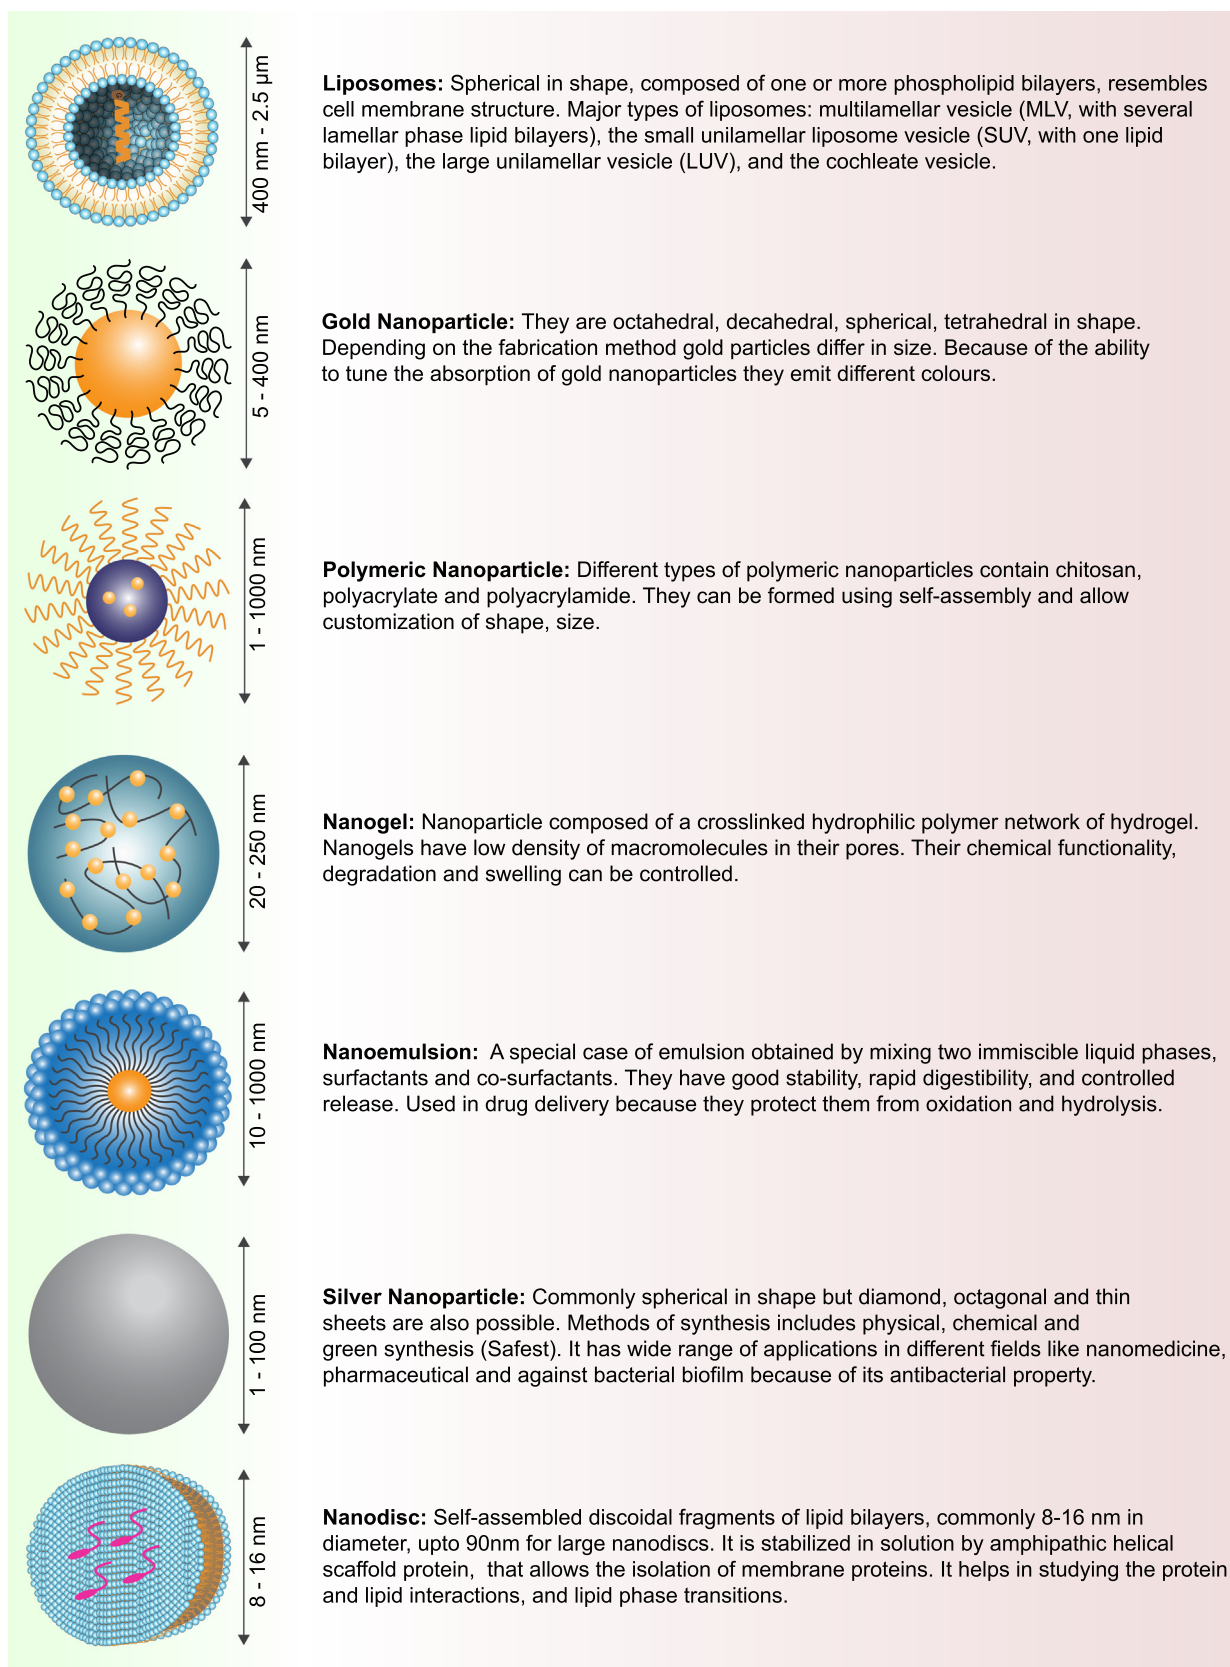 400 nm - 2.5 µm
Liposomes: Spherical in shape, composed of one or more phospholipid bilayers, resembles
cell membrane structure. Major types of liposomes: multilamellar vesicle (MLV, with several
lamellar phase lipid bilayers), the small unilamellar liposome vesicle (SUV, with one lipid
bilayer), the large unilamellar vesicle (LUV), and the cochleate vesicle.
5 - 400 nm
Gold Nanoparticle: They are octahedral, decahedral, spherical, tetrahedral in shape.
Depending on the fabrication method gold particles differ in size. Because of the ability
to tune the absorption of gold nanoparticles they emit different colours.
1 - 1000 nm
Polymeric Nanoparticle: Different types of polymeric nanoparticles contain chitosan,
polyacrylate and polyacrylamide. They can be formed using self-assembly and allow
customization of shape, size.
20 - 250 nm
Nanogel: Nanoparticle composed of a crosslinked hydrophilic polymer network of hydrogel.
Nanogels have low density of macromolecules in their pores. Their chemical functionality,
degradation and swelling can be controlled.
10 - 1000 nm
Nanoemulsion:  A special case of emulsion obtained by mixing two immiscible liquid phases,
surfactants and co-surfactants. They have good stability, rapid digestibility, and controlled
release. Used in drug delivery because they protect them from oxidation and hydrolysis.
1 - 100 nm
Silver Nanoparticle: Commonly spherical in shape but diamond, octagonal and thin
sheets are also possible. Methods of synthesis includes physical, chemical and
green synthesis (Safest). It has wide range of applications in different fields like nanomedicine,
pharmaceutical and against bacterial biofilm because of its antibacterial property.
8 - 16 nm
Nanodisc: Self-assembled discoidal fragments of lipid bilayers, commonly 8-16 nm in
diameter, upto 90nm for large nanodiscs. It is stabilized in solution by amphipathic helical
scaffold protein,  that allows the isolation of membrane proteins. It helps in studying the protein
and lipid interactions, and lipid phase transitions.